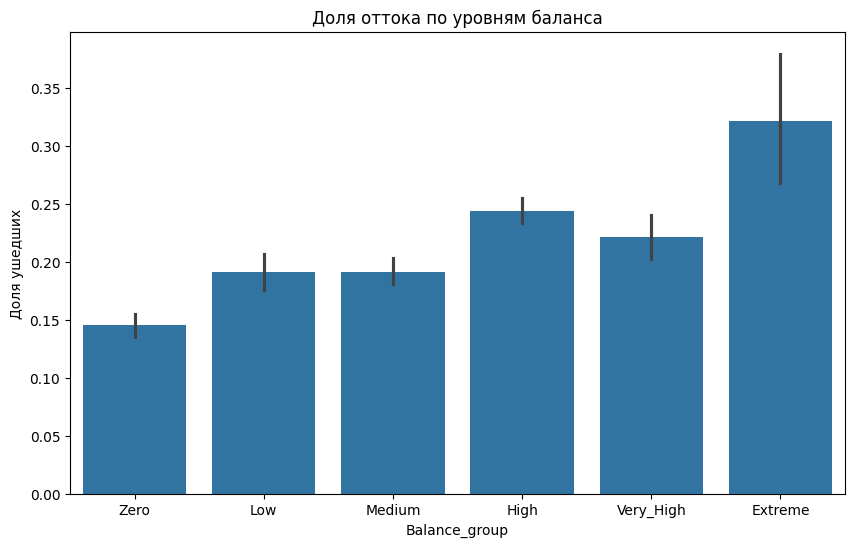 Доля оттока по уровням баланса
Доля ушедших
0.35
0.30
0.25
0.20
0.15
0.10
0.05
0.00
Zero Low Medium High Very_High Extreme
Balance_group